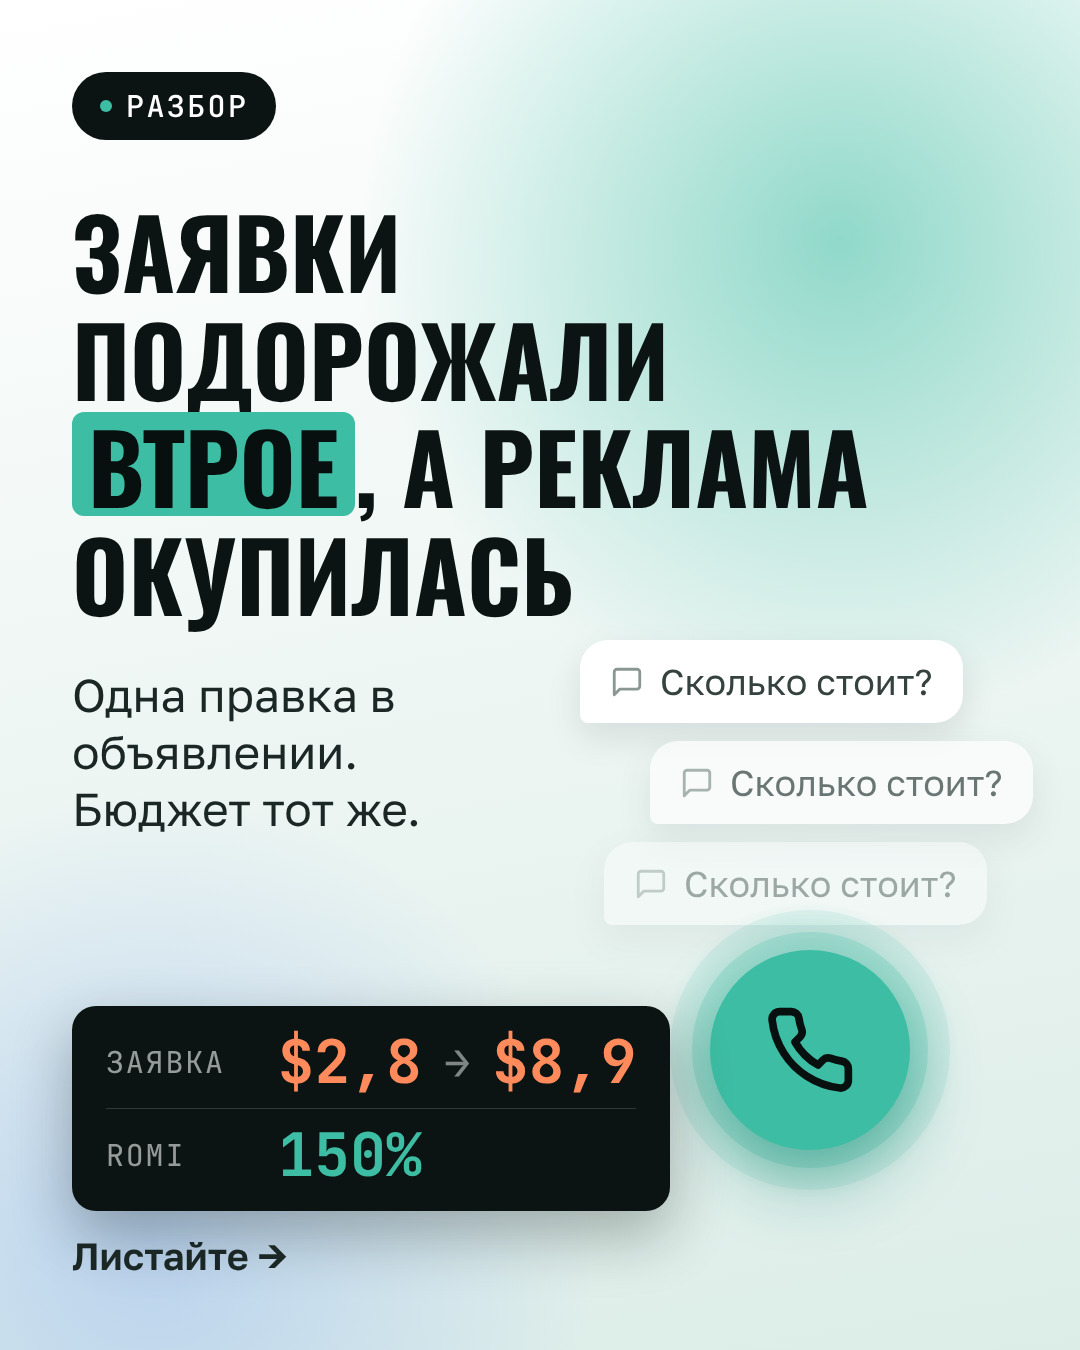 РАЗБОР
ЗАЯВКИ
ПОДОРОЖАЛИ
ВТРОЕ, А РЕКЛАМА
ОКУПИЛАСЬ
Одна правка в
объявлении.
Бюджет тот же.
Сколько стоит?
Сколько стоит?
Сколько стоит?
ЗАЯВКА $2,8 → $8,9
ROMI 150%
Листайте →